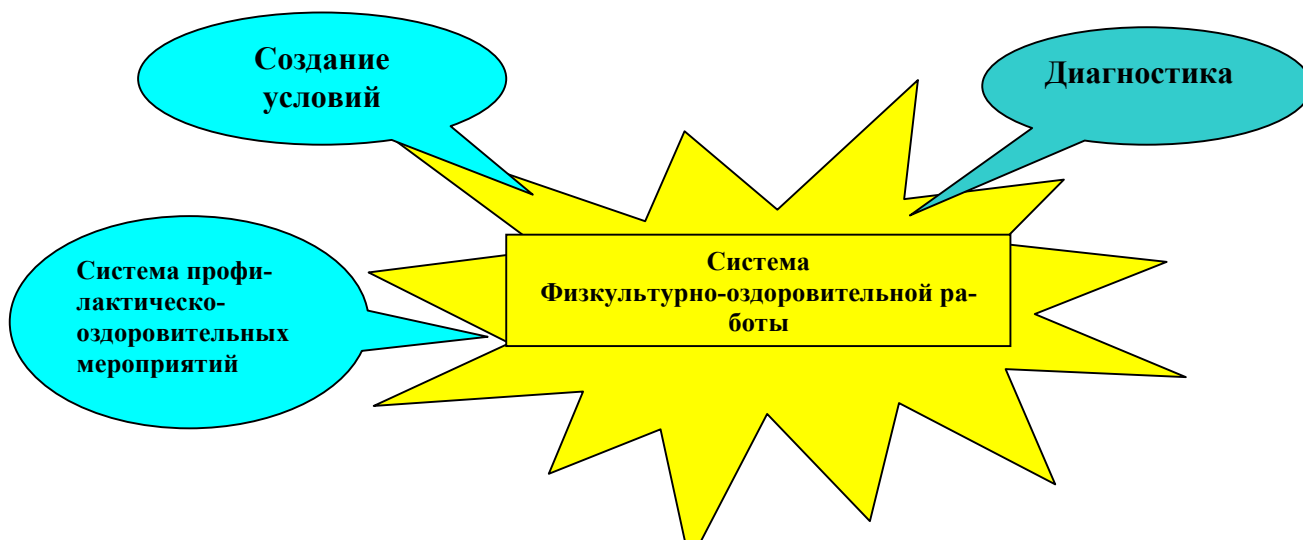 Создание
условий
Диагностика
Система профи-
лактическо-
оздоровительных
мероприятий
Система
Физкультурно-оздоровительной ра-
боты